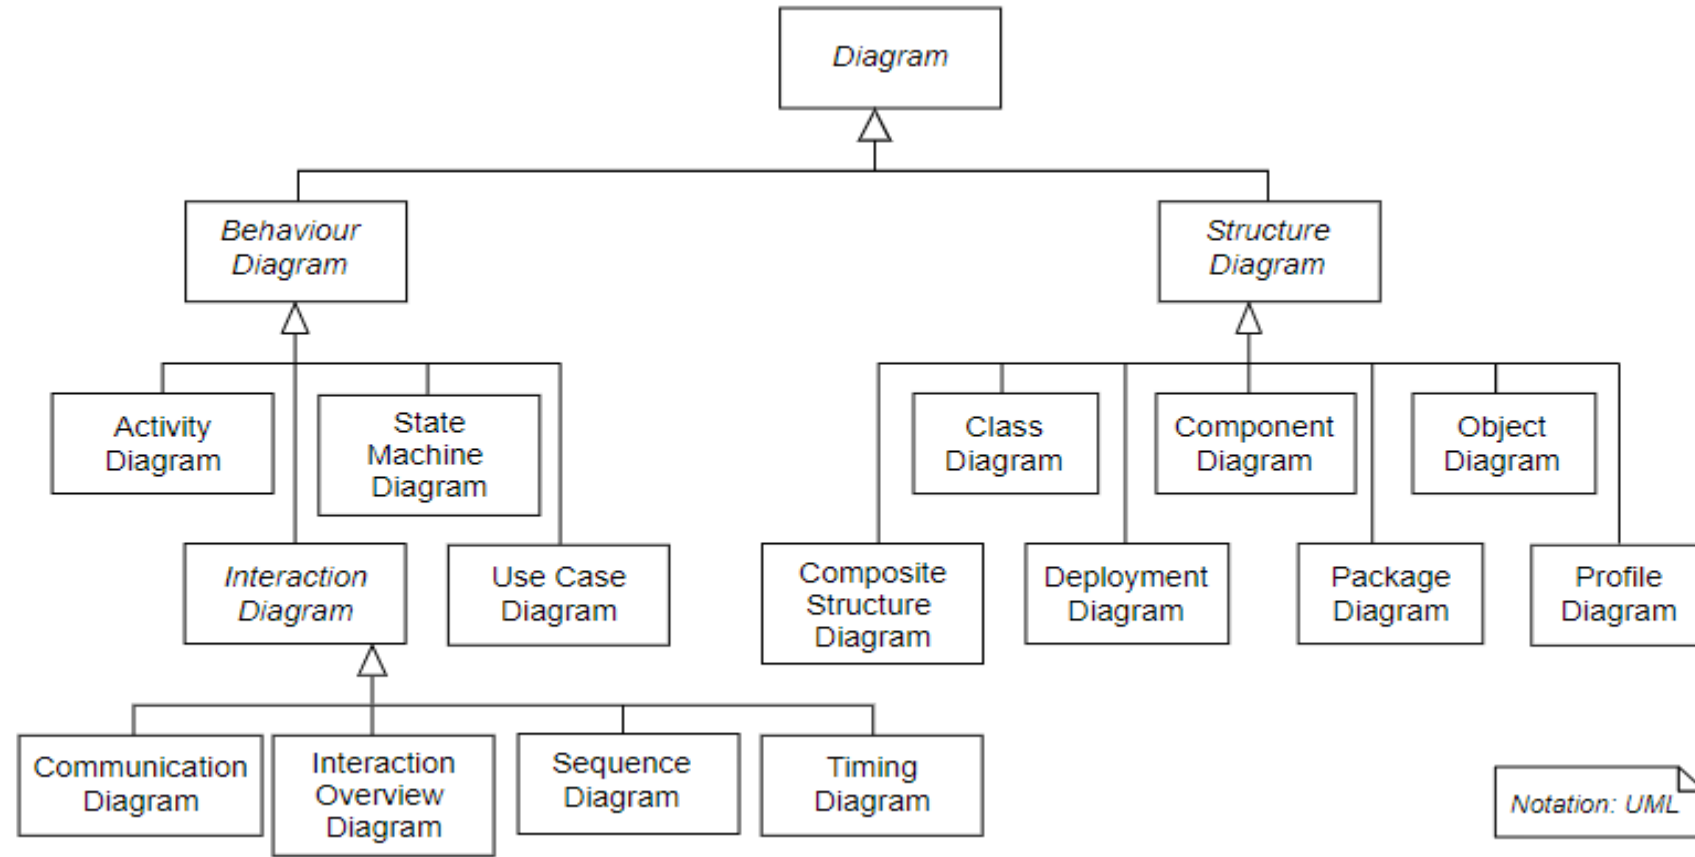 Diagram
Behaviour
Diagram
Structure
Diagram
Activity
Diagram
State
Machine
Diagram
Class
Diagram
Component
Diagram
Object
Diagram
Interaction
Diagram
Use Case
Diagram
Composite
Structure
Diagram
Deployment
Diagram
Package
Diagram
Profile
Diagram
Communication
Diagram
Interaction
Overview
Diagram
Sequence
Diagram
Timing
Diagram
Notation: UML